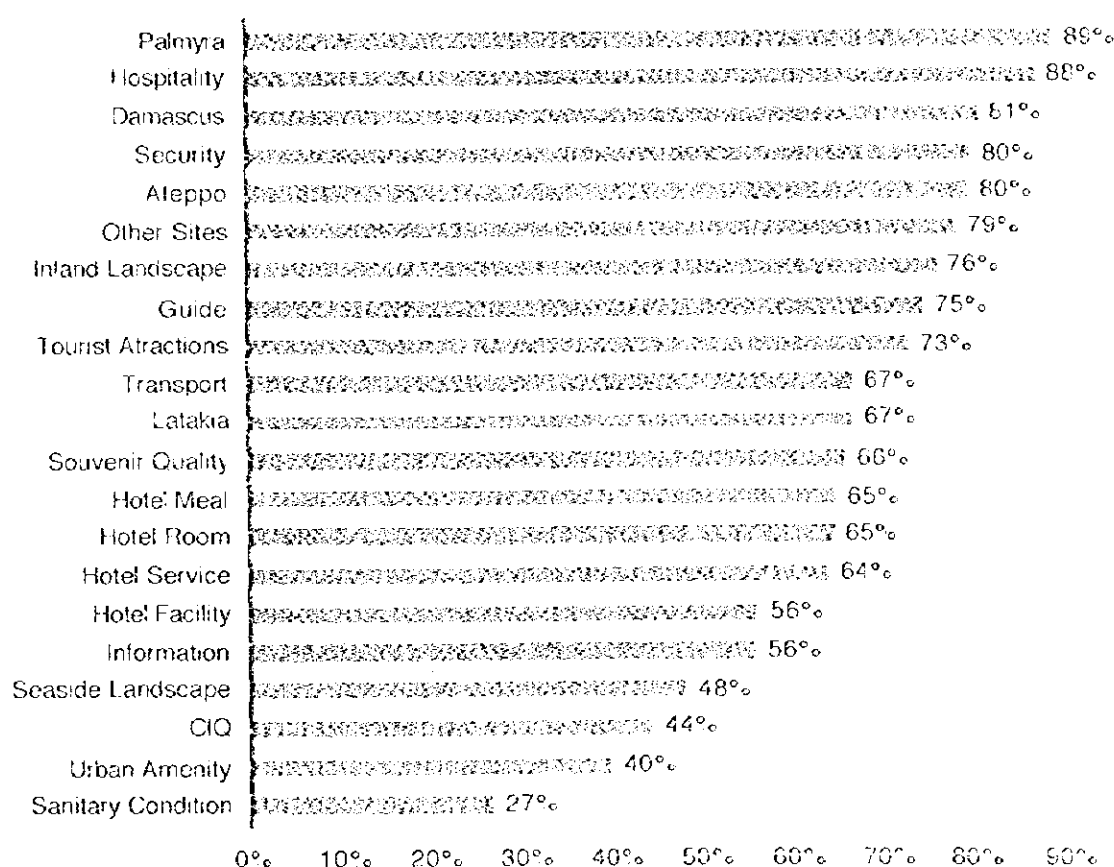 Palmyra 89%
Hospitality 88%
Damascus 81%
Security 80%
Aleppo 80%
Other Sites 79%
Inland Landscape 76%
Guide 75%
Tourist Atractions 73%
Transport 67%
Latakia 67%
Souvenir Quality 66%
Hotel Meal 65%
Hotel Room 65%
Hotel Service 64%
Hotel Facility 56%
Information 56%
Seaside Landscape 48%
CIQ 44%
Urban Amenity 40%
Sanitary Condition 27%
0% 10% 20% 30% 40% 50% 60% 70% 80% 90%